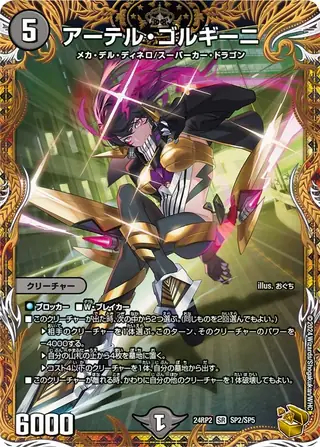 5
アーテル・ゴルギーニ
メカ・デル・ディネロ/スーパーカー・ドラゴン
illus. おぐち
クリーチャー
ブロッカー ■W・ブレイカー
■このクリーチャーが出た時、次の中から2つ選ぶ。(同じものを2回選んでもよい。)
▶相手のクリーチャーを1体選ぶ。このターン、そのクリーチャーのパワーを
-4000する。
▶自分の山札の上から4枚を墓地に置く。
▶コスト4以下のクリーチャーを1体、自分の墓地から出す。
■このクリーチャーが離れる時、かわりに自分の他のクリーチャーを1体破壊してもよい。
6000
24RP2 SR SP2/SP5